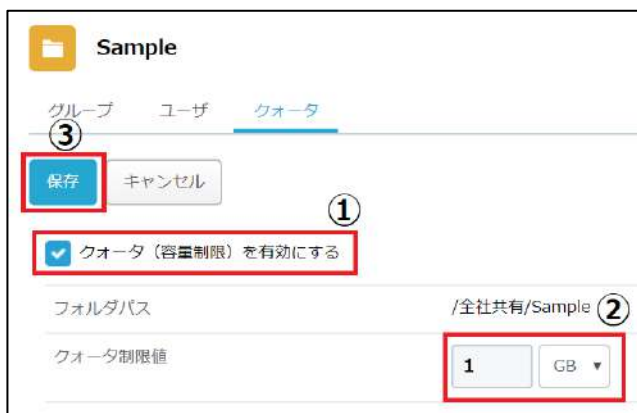 Sample
グループ ユーザ クォータ
③
保存 キャンセル
①
クォータ（容量制限）を有効にする
フォルダパス /全社共有/Sample ②
クォータ制限値 1 GB ▼